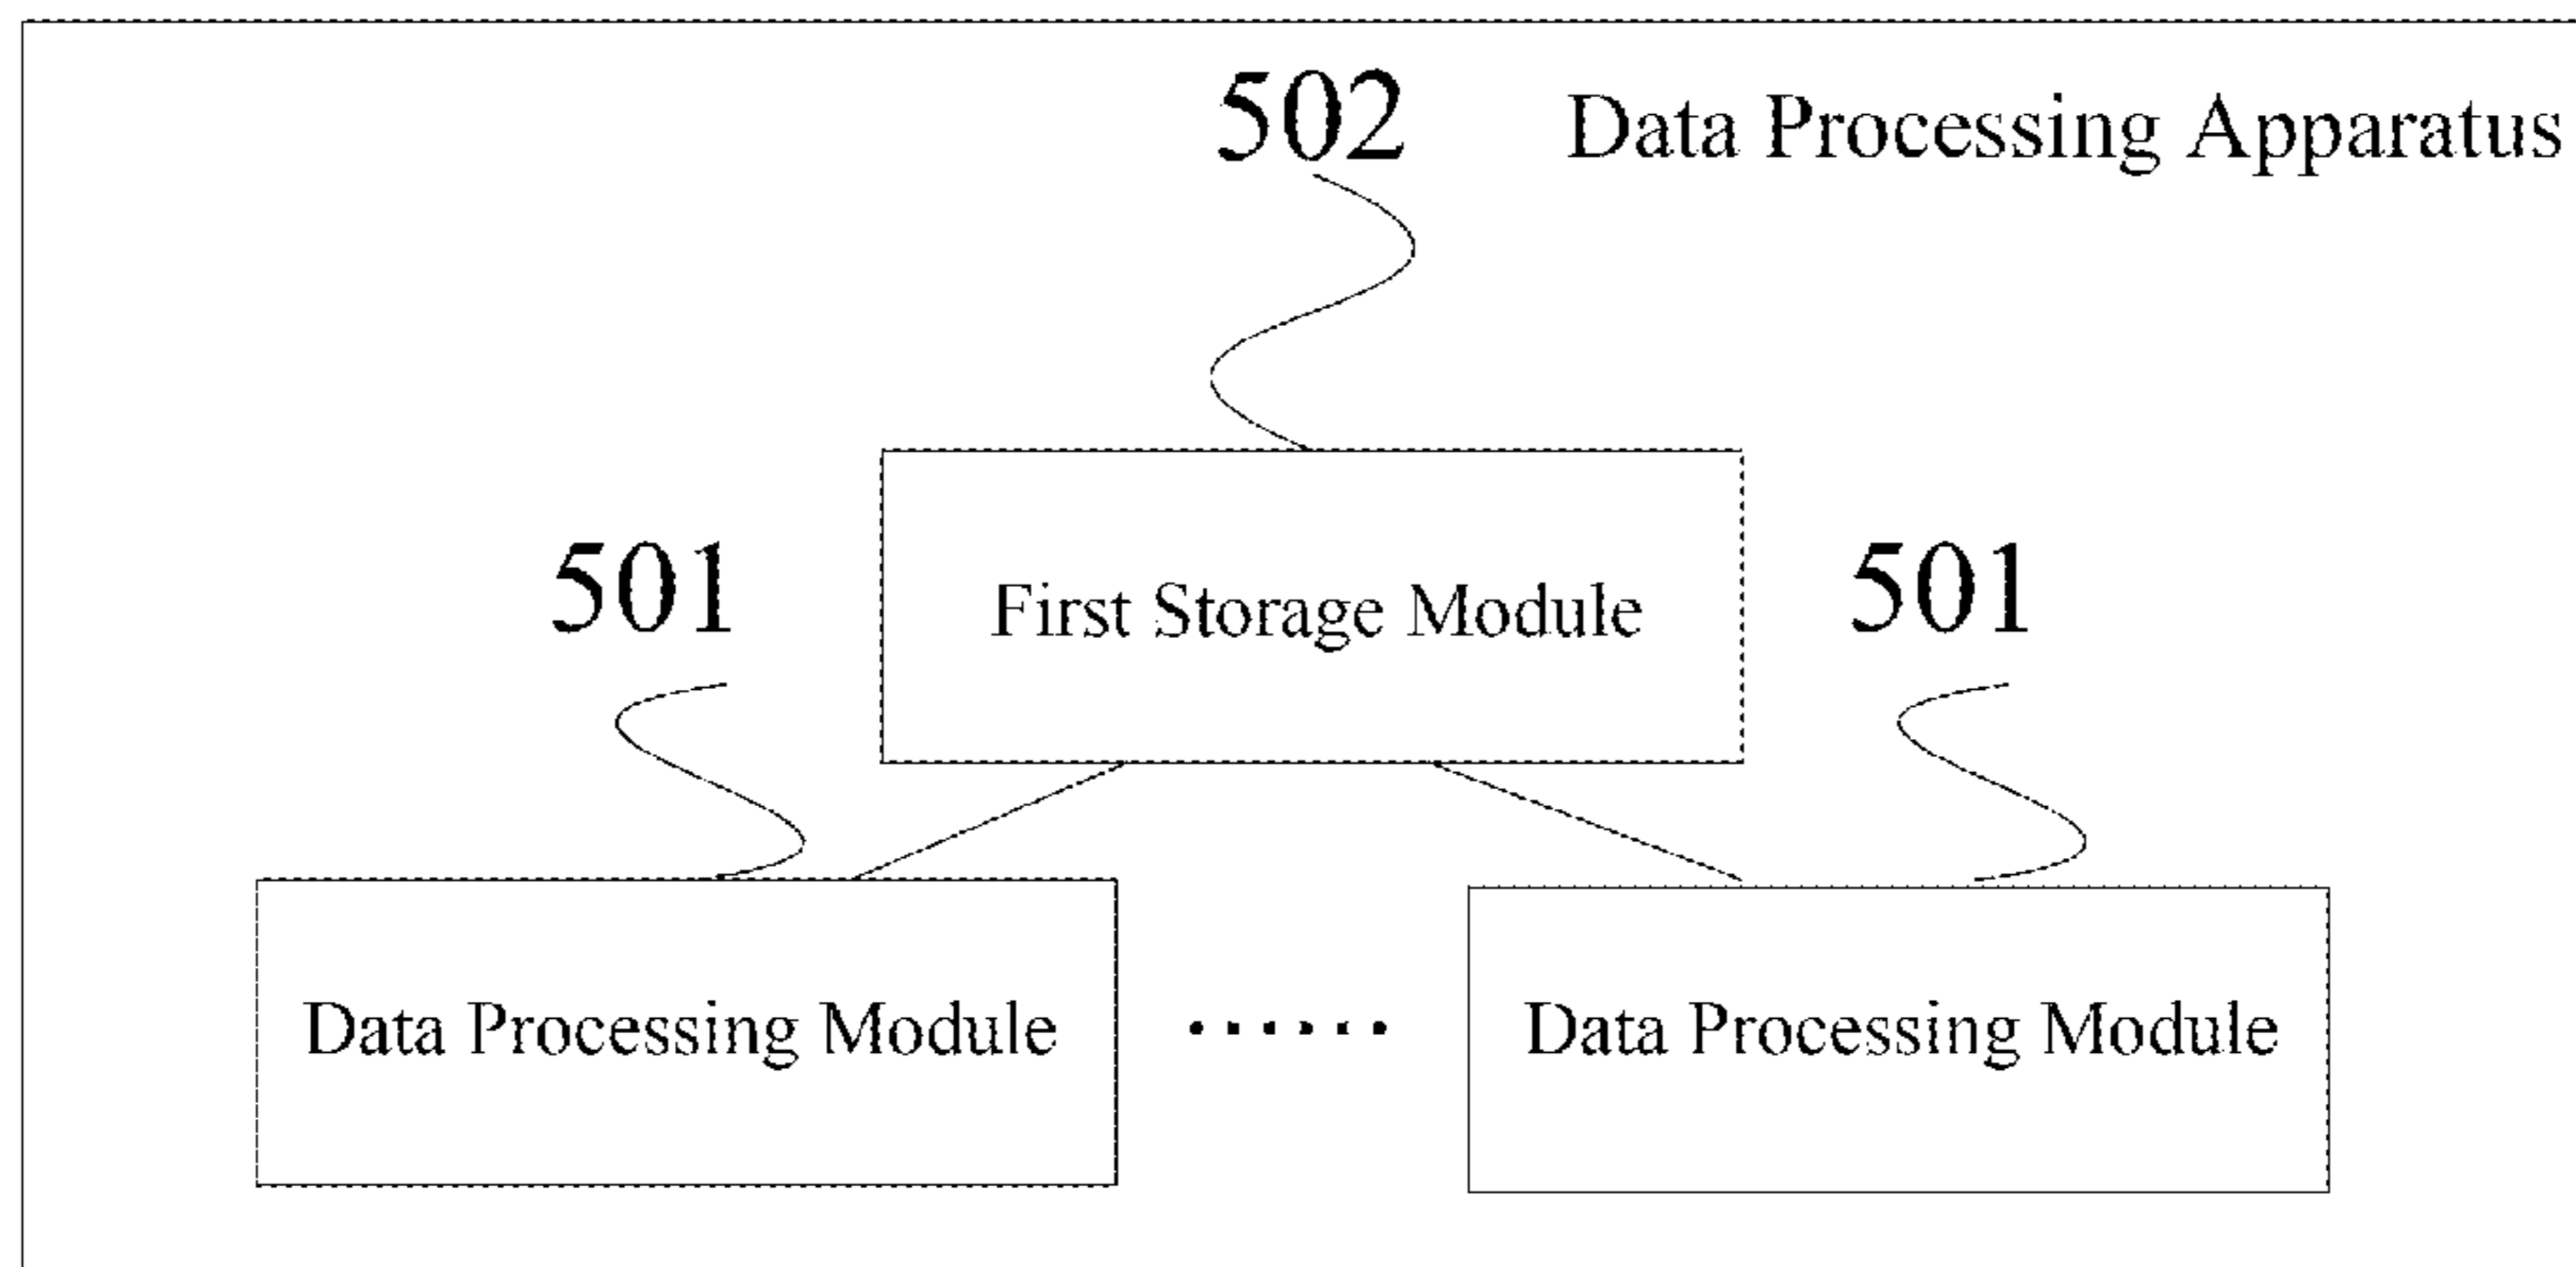 502 Data Processing Apparatus
501 First Storage Module 501
Data Processing Module ······ Data Processing Module